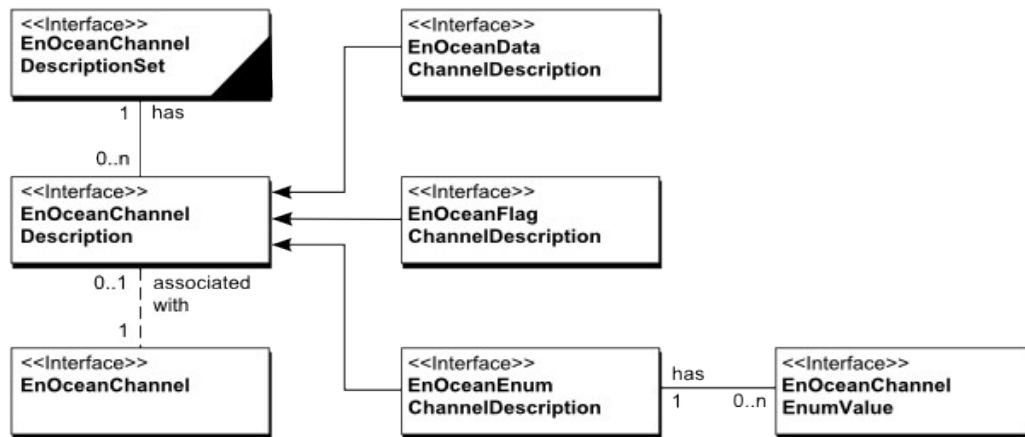 <<Interface>>
EnOceanChannel
DescriptionSet
<<Interface>>
EnOceanData
ChannelDescription
1
has
0..n
<<Interface>>
EnOceanChannel
Description
<<Interface>>
EnOceanFlag
ChannelDescription
0..1
associated
with
1
<<Interface>>
EnOceanChannel
<<Interface>>
EnOceanEnum
ChannelDescription
has
1
0..n
<<Interface>>
EnOceanChannel
EnumValue